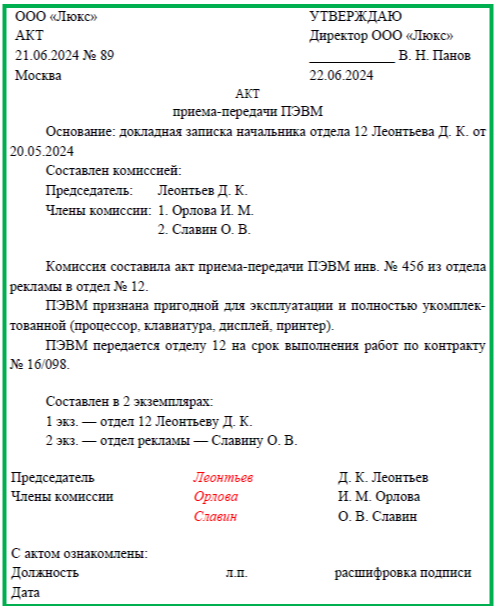 ООО «Люкс» УТВЕРЖДАЮ
АКТ Директор ООО «Люкс»
21.06.2024 № 89 ____________ В. Н. Панов
Москва 22.06.2024
АКТ
приема-передачи ПЭВМ
Основание: докладная записка начальника отдела 12 Леонтьева Д. К. от
20.05.2024
Составлен комиссией:
Председатель: Леонтьев Д. К.
Члены комиссии: 1. Орлова И. М.
2. Славин О. В.
Комиссия составила акт приема-передачи ПЭВМ инв. № 456 из отдела
рекламы в отдел № 12.
ПЭВМ признана пригодной для эксплуатации и полностью укомплек-
тованной (процессор, клавиатура, дисплей, принтер).
ПЭВМ передается отделу 12 на срок выполнения работ по контракту
№ 16/098.
Составлен в 2 экземплярах:
1 экз. — отдел 12 Леонтьеву Д. К.
2 экз. — отдел рекламы — Славину О. В.
Председатель Леонтьев Д. К. Леонтьев
Члены комиссии Орлова И. М. Орлова
Славин О. В. Славин
С актом ознакомлены:
Должность л.п. расшифровка подписи
Дата